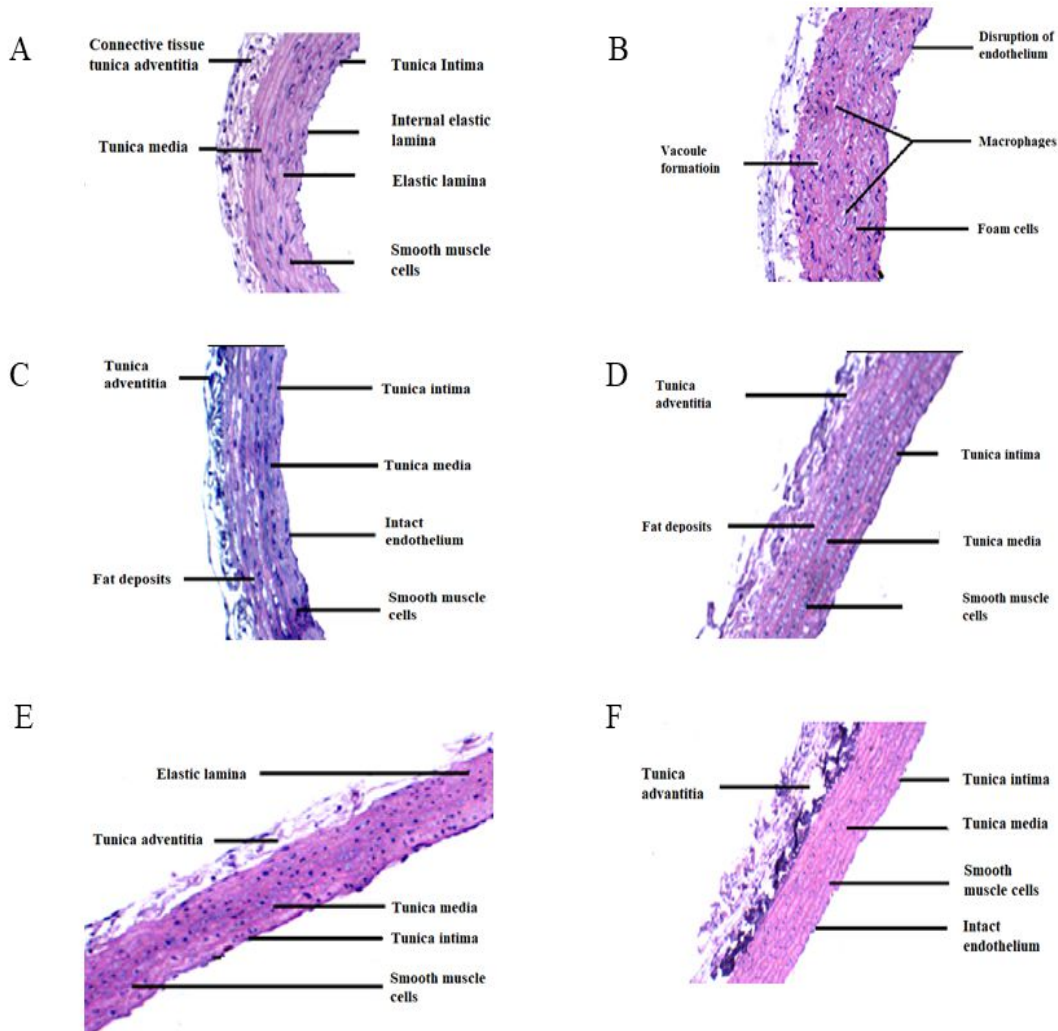 A
Connective tissue
tunica adventitia
Tunica Intima
Internal elastic
lamina
Tunica media
Elastic lamina
Smooth muscle
cells
B
Disruption of
endothelium
Macrophages
Vacoule
formatioin
Foam cells
C
Tunica
adventitia
Tunica intima
Tunica media
Intact
endothelium
Fat deposits
Smooth muscle
cells
D
Tunica
adventitia
Tunica intima
Fat deposits
Tunica media
Smooth muscle
cells
E
Elastic lamina
Tunica adventitia
Tunica media
Tunica intima
Smooth muscle
cells
F
Tunica
advantitia
Tunica intima
Tunica media
Smooth
muscle cells
Intact
endothelium